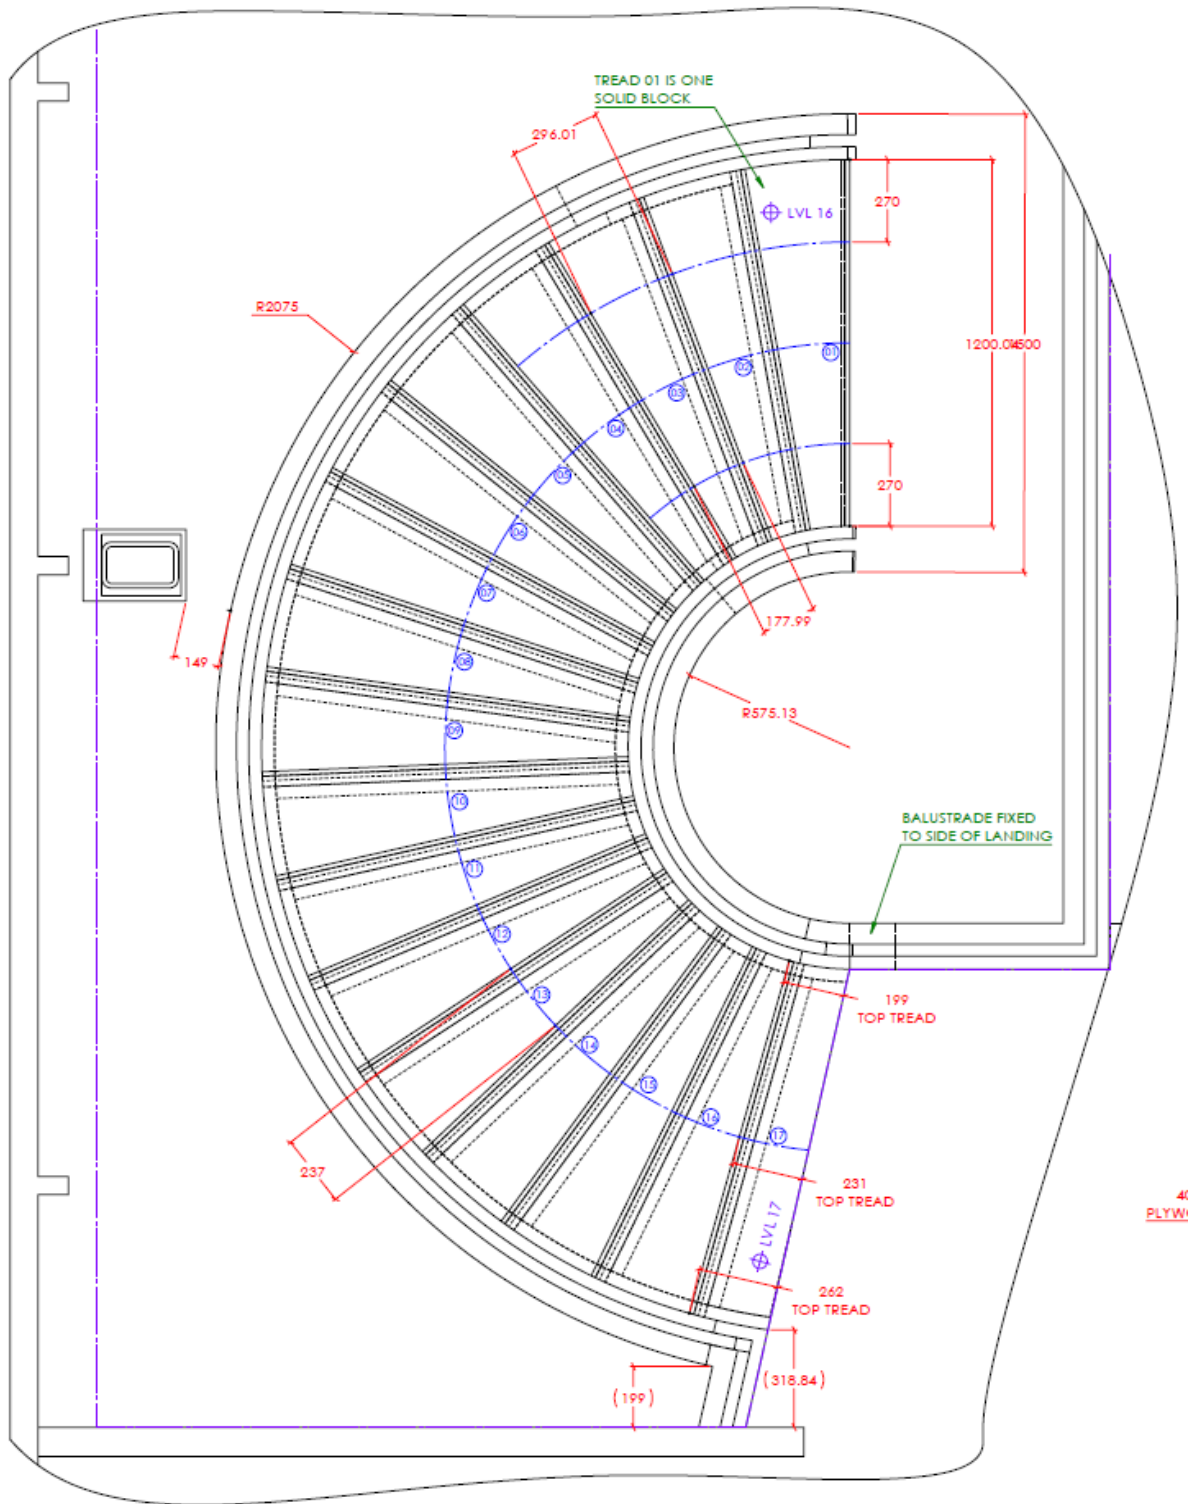 TREAD 01 IS ONE
SOLID BLOCK
296.01
LVL 16
270
R2075
01
1200.04
1500
02
03
04
05
270
06
07
177.99
149
08
R575.13
09
10
BALUSTRADE FIXED
TO SIDE OF LANDING
11
12
13
199
TOP TREAD
14
15
16
17
237
231
TOP TREAD
LVL 17
40
PLYW
262
TOP TREAD
(318.84)
(199)